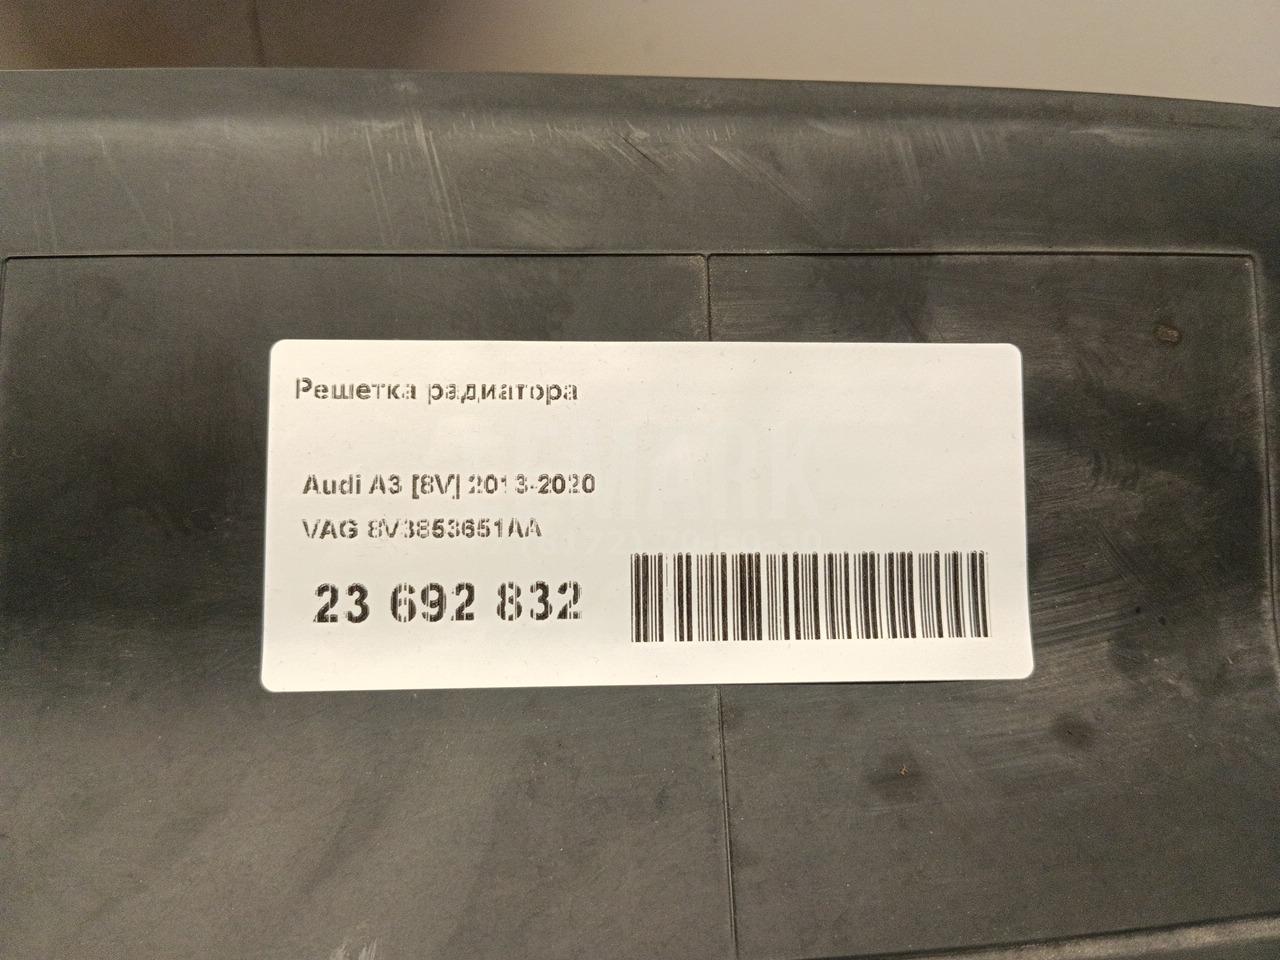 Решетка радиатора
Audi A3 [8V] 2013-2020
VAG 8V3853651AA
23 692 832